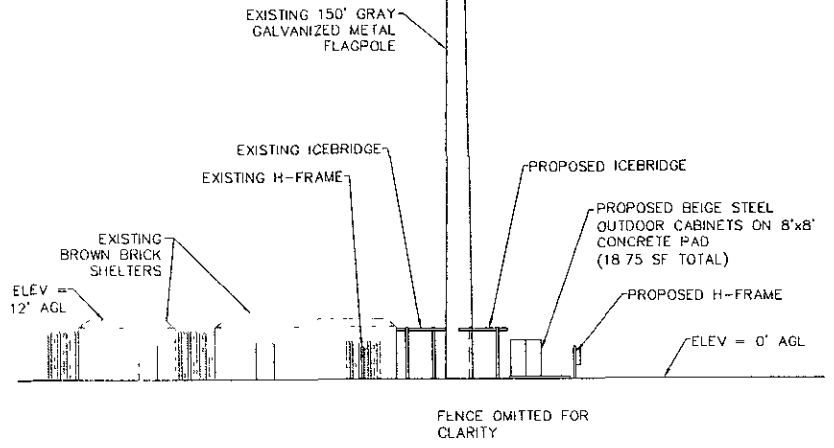 EXISTING 150' GRAY
GALVANIZED METAL
FLAGPOLE
EXISTING ICEBRIDGE
EXISTING H-FRAME
PROPOSED ICEBRIDGE
PROPOSED BEIGE STEEL
OUTDOOR CABINETS ON 8'x8'
CONCRETE PAD
(18 75 SF TOTAL)
EXISTING
BROWN BRICK
SHELTERS
ELEV =
12' AGL
PROPOSED H-FRAME
ELEV = 0' AGL
FENCE OMITTED FOR
CLARITY